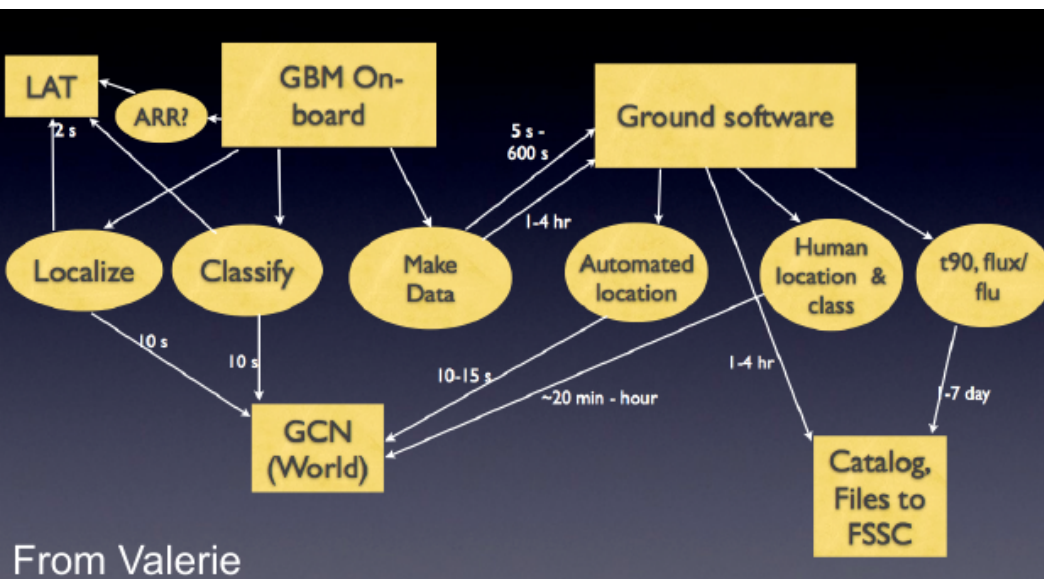 LAT
ARR?
GBM On-
board
Ground software
2 s
5 s -
600 s
1-4 hr
Localize
Classify
Make
Data
Automated
location
Human
location &
class
t90, flux/
flu
10 s
10 s
10-15 s
~20 min - hour
1-4 hr
1-7 day
GCN
(World)
Catalog,
Files to
FSSC
From Valerie